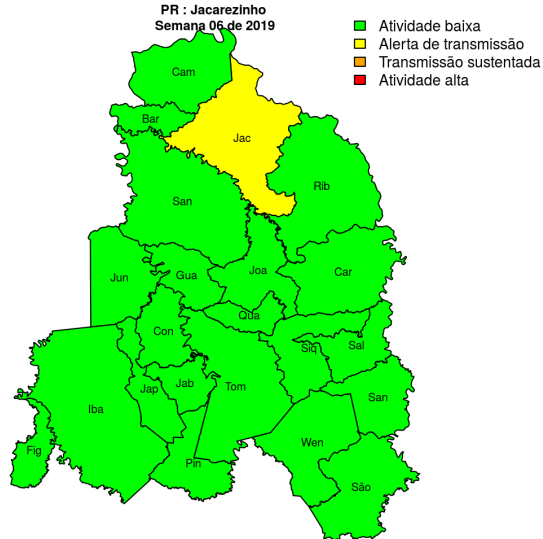 PR : Jacarezinho
Semana 06 de 2019
Atividade baixa
Alerta de transmissão
Transmissão sustentada
Atividade alta
Cam
Bar
Jac
Rib
San
Jun
Gua
Joa
Car
Qua
Con
Siq
Sal
Jap
Jab
Tom
San
Iba
Wen
Fig
Pin
São